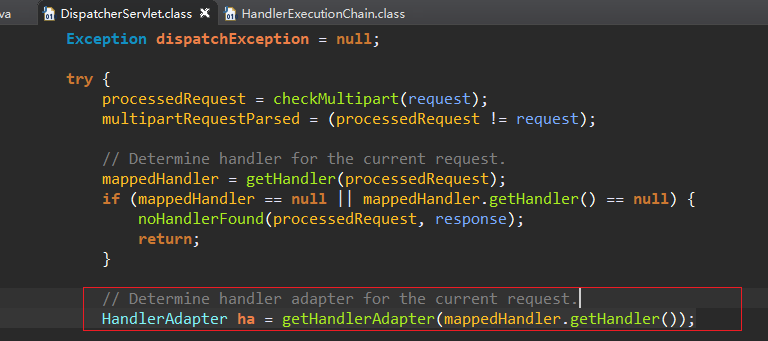 va DispatcherServlet.class HandlerExecutionChain.class
Exception dispatchException = null;
try {
processedRequest = checkMultipart(request);
multipartRequestParsed = (processedRequest != request);
// Determine handler for the current request.
mappedHandler = getHandler(processedRequest);
if (mappedHandler == null || mappedHandler.getHandler() == null) {
noHandlerFound(processedRequest, response);
return;
}
// Determine handler adapter for the current request.
HandlerAdapter ha = getHandlerAdapter(mappedHandler.getHandler());